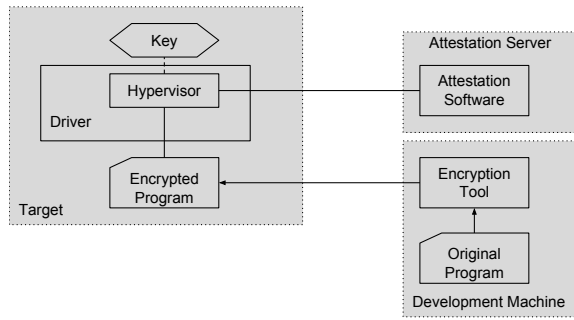 Key
Hypervisor
Driver
Encrypted
Program
Target
Attestation Server
Attestation
Software
Encryption
Tool
Original
Program
Development Machine